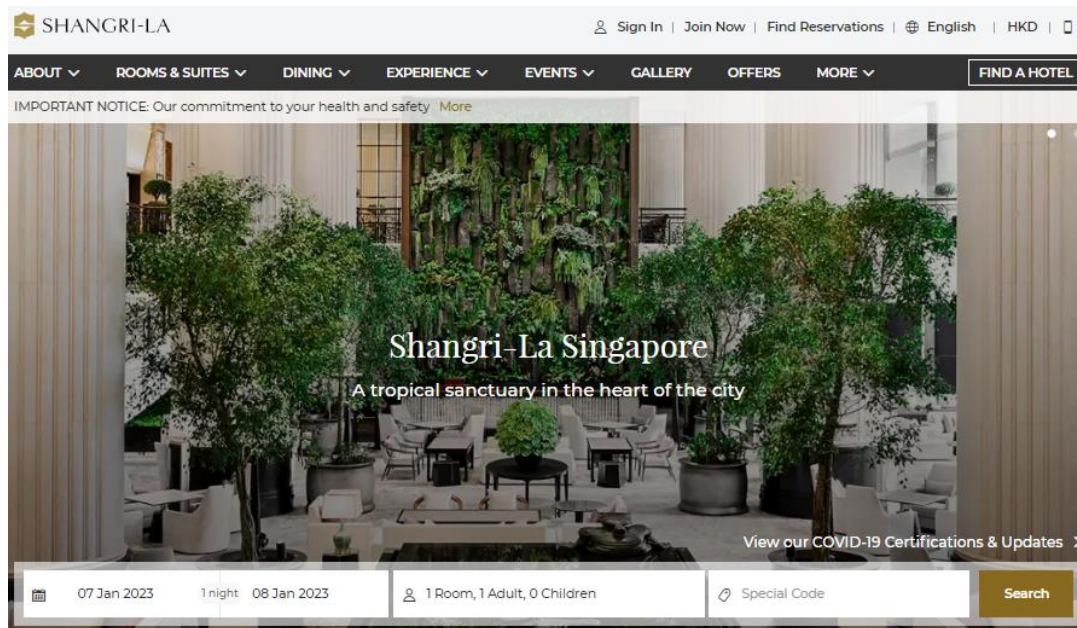 SHANGRI-LA
Sign In | Join Now | Find Reservations | English | HKD |
ABOUT ROOMS & SUITES DINING EXPERIENCE EVENTS GALLERY OFFERS MORE FIND A HOTEL
IMPORTANT NOTICE: Our commitment to your health and safety More
Shangri-La Singapore
A tropical sanctuary in the heart of the city
View our COVID-19 Certifications & Updates
07 Jan 2023 1 night 08 Jan 2023 1 Room, 1 Adult, 0 Children Special Code Search